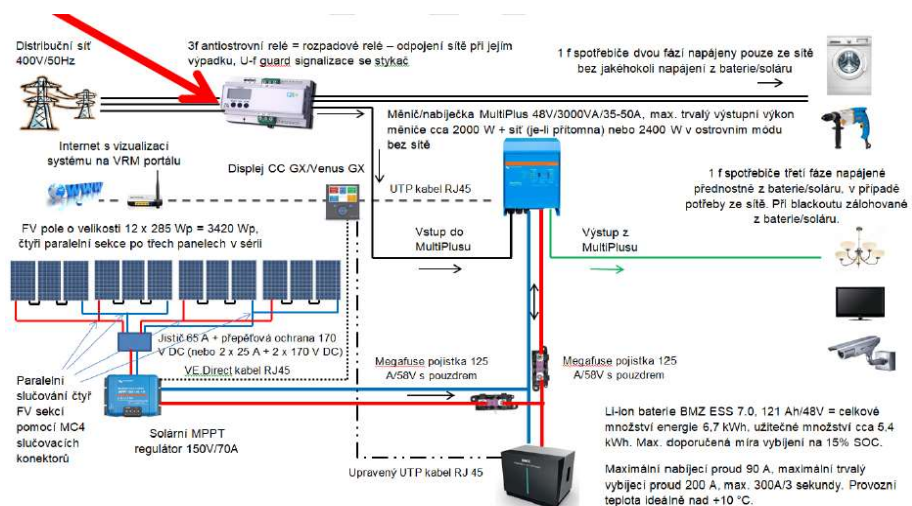 Distribuční síť
400V/50Hz
3f antiostrovní relé = rozpadové relé – odpojení sítě při jejím
výpadku, U-f guard signalizace se stykač
1 f spotřebiče dvou fází napájeny pouze ze sítě
bez jakéhokoli napájení z baterie/soláru
Měnič/nabíječka MultiPlus 48V/3000VA/35-50A, max. trvalý výstupní výkon
měniče cca 2000 W + síť (je-li přítomna) nebo 2400 W v ostrovním módu
bez sítě
Internet s vizualizací
systému na VRM portálu
Displej CC GX/Venus GX
UTP kabel RJ45
1 f spotřebiče třetí fáze napájené
přednostně z baterie/soláru, v případě
potřeby ze sítě. Při blackoutu zálohované
z baterie/soláru.
FV pole o velikosti 12 x 285 Wp = 3420 Wp,
čtyři paralelní sekce po třech panelech v sérii
Vstup do
MultiPlusu
Výstup z
MultiPlusu
Jistič 65 A + přepěťová ochrana 170
V DC (nebo 2 x 25 A + 2 x 170 V DC)
VE.Direct kabel RJ45
Paralelní
slučování čtyř
FV sekcí
pomocí MC4
slučovacích
konektorů
Megafuse pojistka 125
A/58V s pouzdrem
Megafuse pojistka 125
A/58V s pouzdrem
Solární MPPT
regulátor 150V/70A
Upravený UTP kabel RJ 45
Li-ion baterie BMZ ESS 7.0, 121 Ah/48V = celkové
množství energie 6,7 kWh, užitečné množství cca 5.4
kWh. Max. doporučená míra vybíjení na 15% SOC.
Maximální nabíjecí proud 90 A, maximální trvalý
vybíjecí proud 200 A, max. 300A/3 sekundy. Provozní
teplota ideálně nad +10 °C.